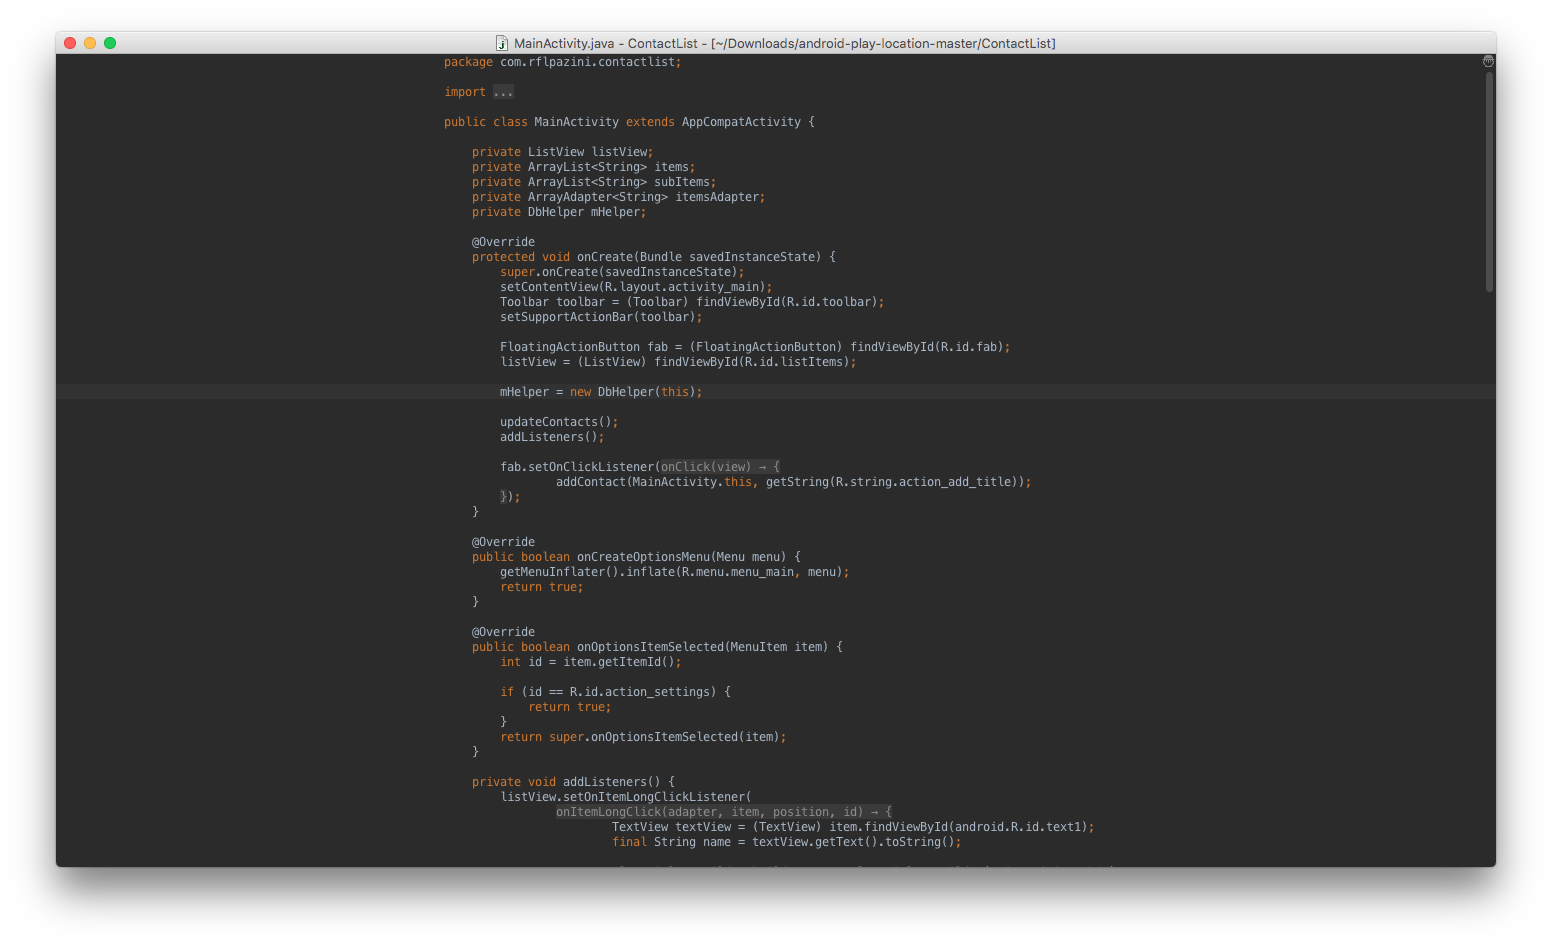 MainActivity.java - ContactList - [~/Downloads/android-play-location-master/ContactList]
package com.rflpazini.contactlist;
import ...
public class MainActivity extends AppCompatActivity {
private ListView listView;
private ArrayList<String> items;
private ArrayList<String> subItems;
private ArrayAdapter<String> itemsAdapter;
private DbHelper mHelper;
@Override
protected void onCreate(Bundle savedInstanceState) {
super.onCreate(savedInstanceState);
setContentView(R.layout.activity_main);
Toolbar toolbar = (Toolbar) findViewById(R.id.toolbar);
setSupportActionBar(toolbar);
FloatingActionButton fab = (FloatingActionButton) findViewById(R.id.fab);
listView = (ListView) findViewById(R.id.listItems);
mHelper = new DbHelper(this);
updateContacts();
addListeners();
fab.setOnClickListener(onClick(view) → {
addContact(MainActivity.this, getString(R.string.action_add_title));
});
}
@Override
public boolean onCreateOptionsMenu(Menu menu) {
getMenuInflater().inflate(R.menu.menu_main, menu);
return true;
}
@Override
public boolean onOptionsItemSelected(MenuItem item) {
int id = item.getItemId();
if (id == R.id.action_settings) {
return true;
}
return super.onOptionsItemSelected(item);
}
private void addListeners() {
listView.setOnItemLongClickListener(
onItemLongClick(adapter, item, position, id) → {
TextView textView = (TextView) item.findViewById(android.R.id.text1);
final String name = textView.getText().toString();